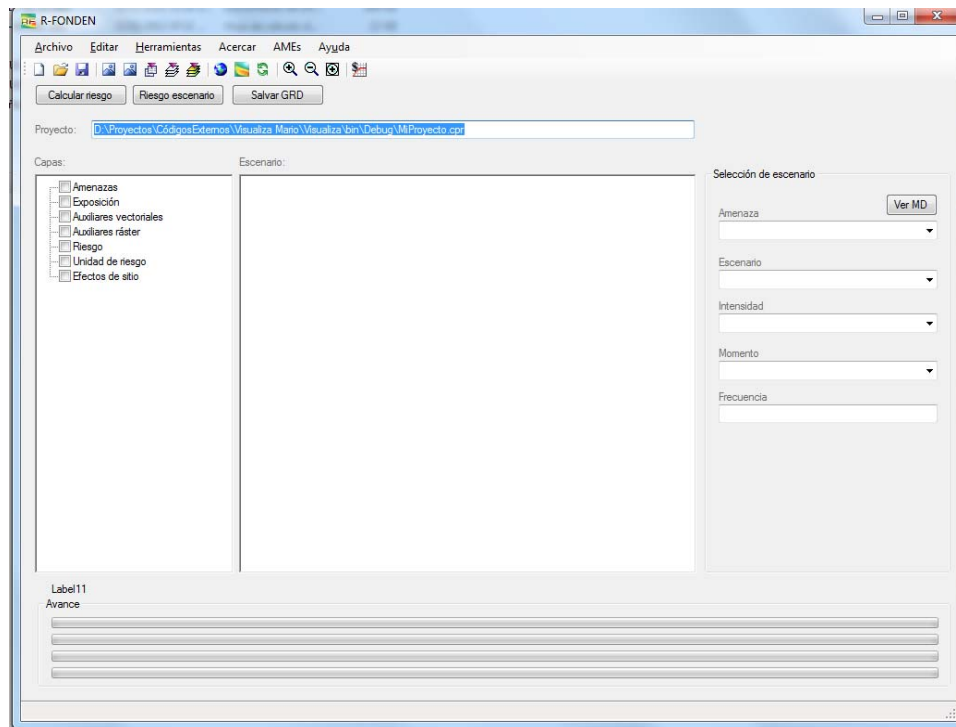 R-FONDEN
Archivo Editar Herramientas Acercar AMEs Ayuda
Calcular riesgo Riesgo escenario Salvar GRD
Proyecto: D:\Proyectos\CódigosExternos\Visualiza Mario\Visualiza\bin\Debug\MiProyecto.cpr
Capas:
Amenazas
Exposición
Auxiliares vectoriales
Auxiliares ráster
Riesgo
Unidad de riesgo
Efectos de sitio
Escenario:
Selección de escenario
Ver MD
Amenaza
Escenario
Intensidad
Momento
Frecuencia
Label11
Avance